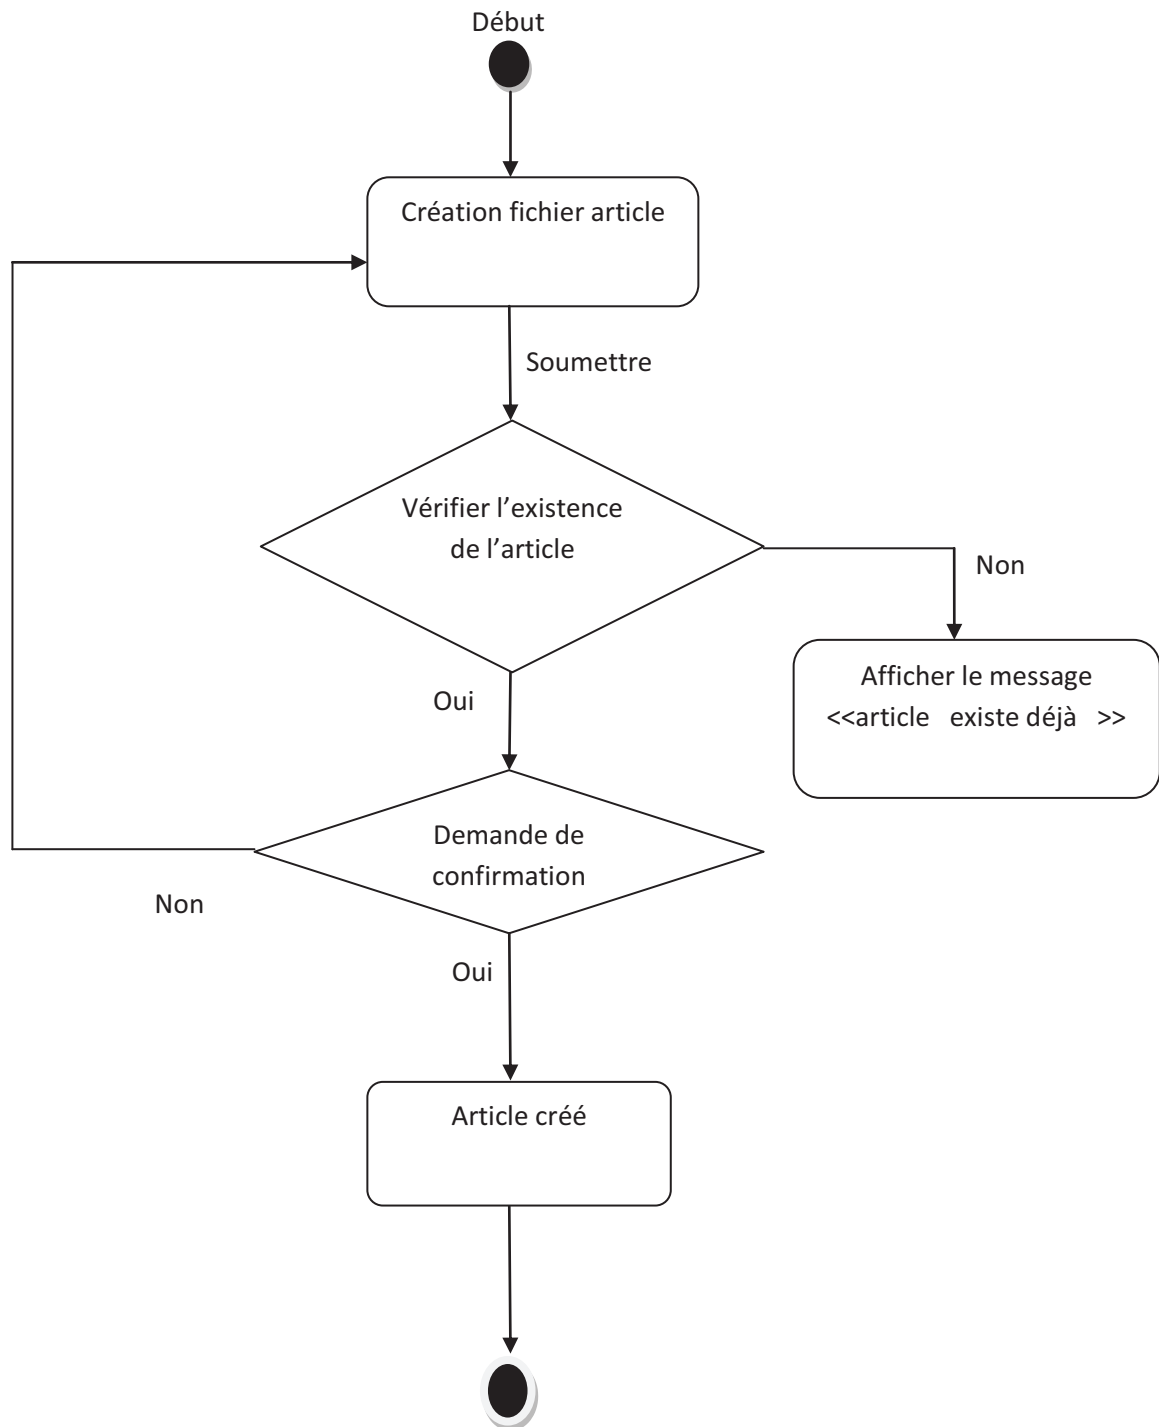 Début
Création fichier article
Soumettre
Vérifier l’existence
de l’article
Non
Afficher le message
<<article existe déjà >>
Oui
Demande de
confirmation
Non
Oui
Article créé